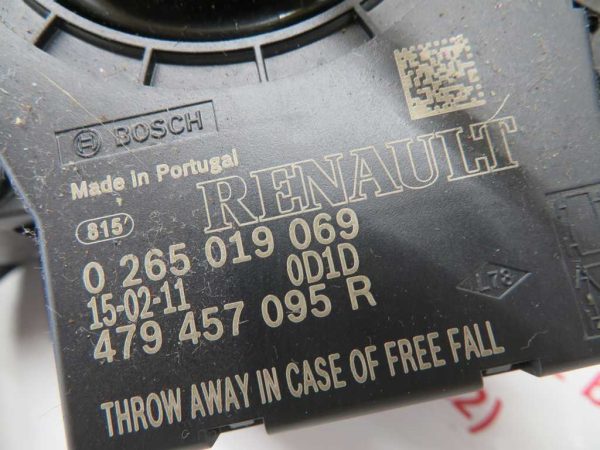 BOSCH
Made in Portugal
RENAULT
815
0 265 019 069
15-02-11 0D1D
479 457 095 R
L78
A
THROW AWAY IN CASE OF FREE FALL
2)